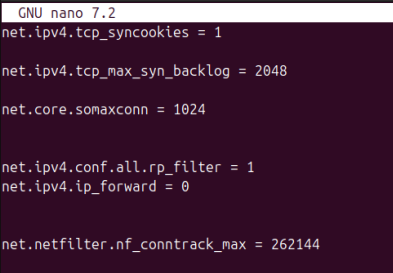 GNU nano 7.2
net.ipv4.tcp_syncookies = 1
net.ipv4.tcp_max_syn_backlog = 2048
net.core.somaxconn = 1024
net.ipv4.conf.all.rp_filter = 1
net.ipv4.ip_forward = 0
net.netfilter.nf_conntrack_max = 262144